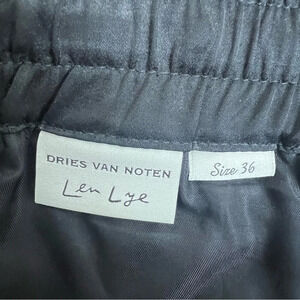 DRIES VAN NOTEN
Len Lye
Size 36